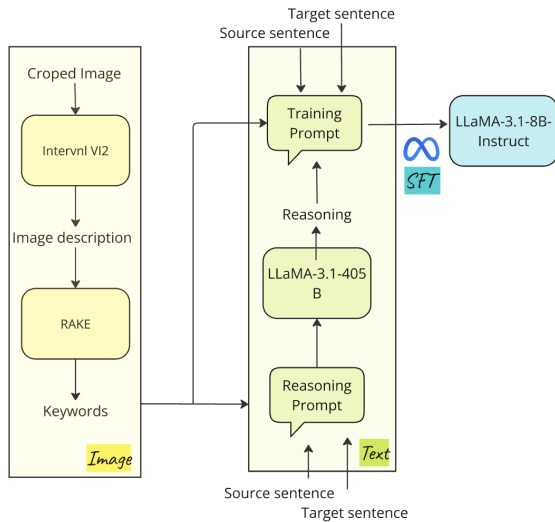 Croped Image
Intervnl VI2
Image description
RAKE
Keywords
Image
Target sentence
Source sentence
Training
Prompt
Reasoning
LLaMA-3.1-405
B
Reasoning
Prompt
Text
Source sentence
Target sentence
SFT
LLaMA-3.1-8B-
Instruct